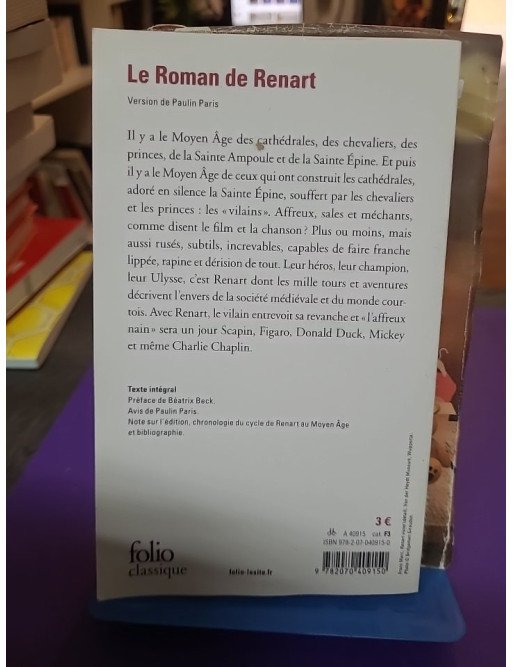 Le Roman de Renart
Version de Paulin Paris
Il y a le Moyen Âge des cathédrales, des chevaliers, des
princes, de la Sainte Ampoule et de la Sainte Épine. Et puis
il y a le Moyen Âge de ceux qui ont construit les cathédrales,
adoré en silence la Sainte Épine, souffert par les chevaliers
et les princes : les « vilains ». Affreux, sales et méchants,
comme disent le film et la chanson ? Plus ou moins, mais
aussi rusés, subtils, increvables, capables de faire franche
lippée, rapine et dérision de tout. Leur héros, leur champion,
leur Ulysse, c'est Renart dont les mille tours et aventures
décrivent l'envers de la société médiévale et du monde cour-
tois. Avec Renart, le vilain entrevoit sa revanche et « l'affreux
nain » sera un jour Scapin, Figaro, Donald Duck, Mickey
et même Charlie Chaplin.
Texte intégral
Préface de Béatrix Beck.
Avis de Paulin Paris.
Note sur l'édition, chronologie du cycle de Renart au Moyen Âge
et bibliographie.
3 €
A 40915 cat. F3
ISBN 978-2-07-040915-0
folio
classique
folio-lesite.fr
9 782070 409150